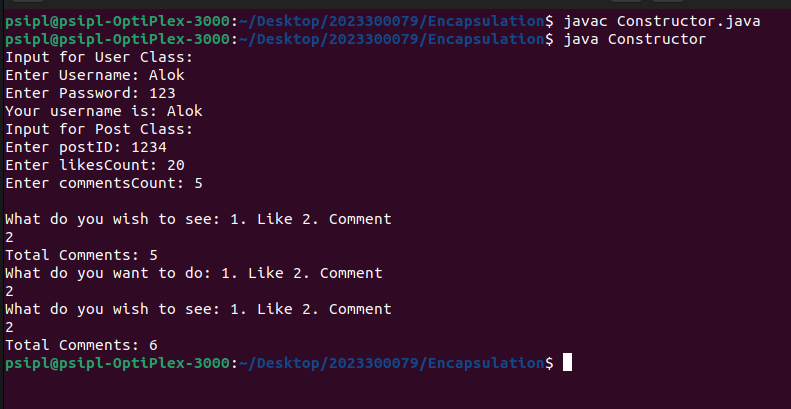 psipl@psipl-OptiPlex-3000:~/Desktop/2023300079/Encapsulation$ javac Constructor.java
psipl@psipl-OptiPlex-3000:~/Desktop/2023300079/Encapsulation$ java Constructor
Input for User Class:
Enter Username: Alok
Enter Password: 123
Your username is: Alok
Input for Post Class:
Enter postID: 1234
Enter likesCount: 20
Enter commentsCount: 5
What do you wish to see: 1. Like 2. Comment
2
Total Comments: 5
What do you want to do: 1. Like 2. Comment
2
What do you wish to see: 1. Like 2. Comment
2
Total Comments: 6
psipl@psipl-OptiPlex-3000:~/Desktop/2023300079/Encapsulation$